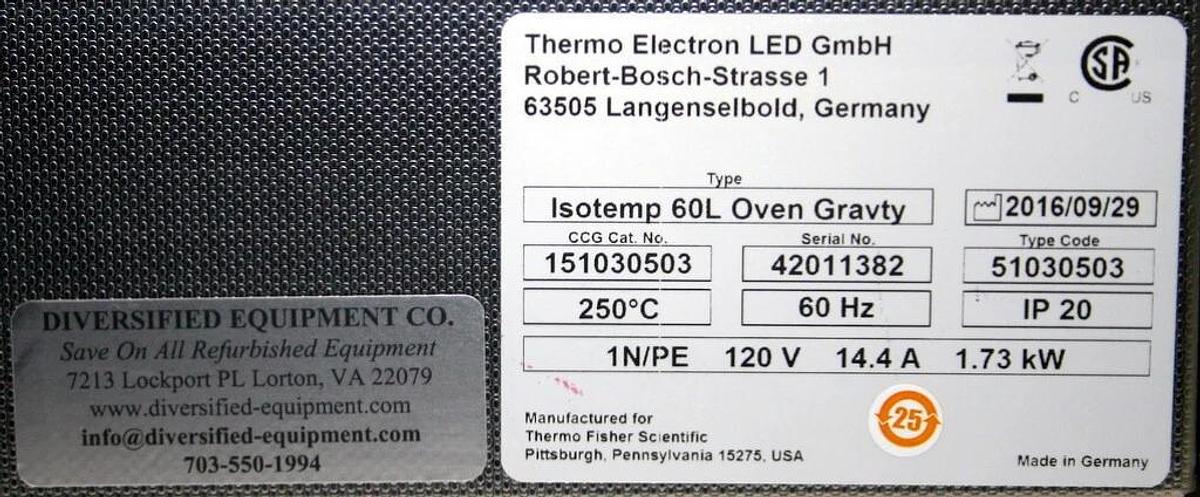 Thermo Electron LED GmbH
Robert-Bosch-Strasse 1
63505 Langenselbold, Germany
C SA US
Type
Isotemp 60L Oven Gravty
2016/09/29
CCG Cat. No. Serial No. Type Code
151030503 42011382 51030503
250°C 60 Hz IP 20
1N/PE 120 V 14.4 A 1.73 kW
25
Manufactured for
Thermo Fisher Scientific
Pittsburgh, Pennsylvania 15275, USA
Made in Germany
DIVERSIFIED EQUIPMENT CO.
Save On All Refurbished Equipment
7213 Lockport PL Lorton, VA 22079
www.diversified-equipment.com
info@diversified-equipment.com
703-550-1994